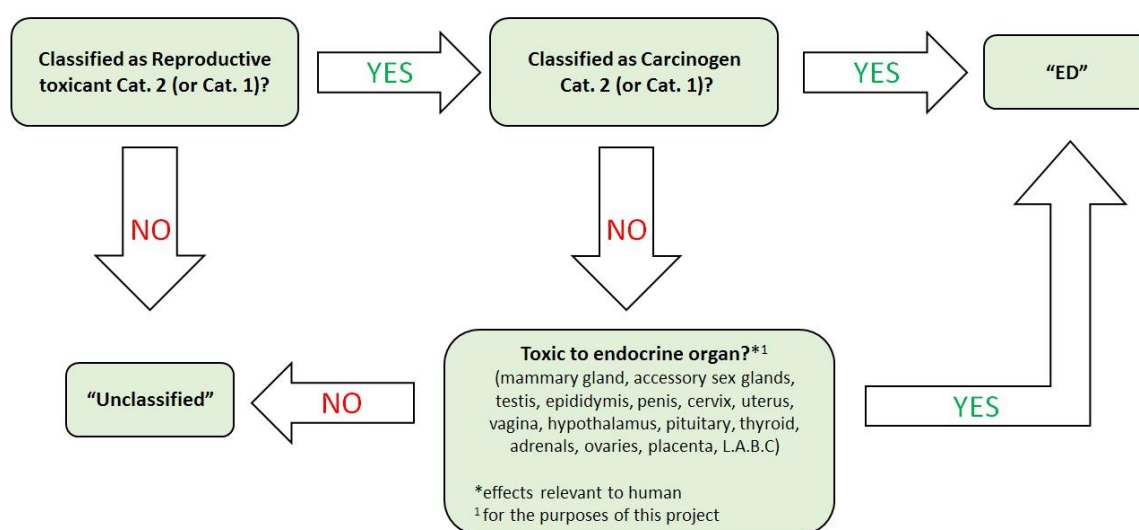 Classified as Reproductive
toxicant Cat. 2 (or Cat. 1)?
YES
Classified as Carcinogen
Cat. 2 (or Cat. 1)?
YES
“ED”
NO
NO
“Unclassified”
NO
Toxic to endocrine organ?*1
(mammary gland, accessory sex glands,
testis, epididymis, penis, cervix, uterus,
vagina, hypothalamus, pituitary, thyroid,
adrenals, ovaries, placenta, L.A.B.C)
*effects relevant to human
1 for the purposes of this project
YES